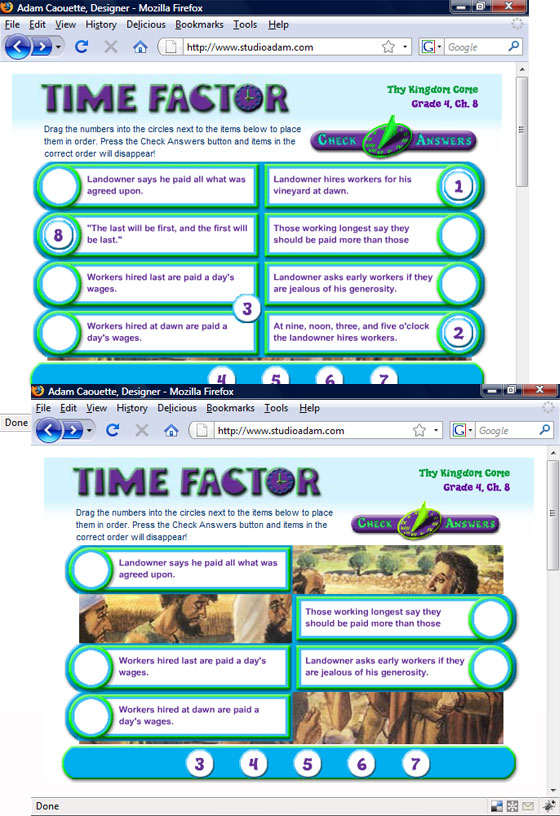 Adam Caouette, Designer - Mozilla Firefox
File Edit View History Delicious Bookmarks Tools Help
http://www.studioadam.com
G Google
TIME FACTOR
Thy Kingdom Come
Grade 4, Ch. 8
Drag the numbers into the circles next to the items below to place
them in order. Press the Check Answers button and items in the
correct order will disappear!
CHECK ANSWERS
Landowner says he paid all what was
agreed upon.
Landowner hires workers for his
vineyard at dawn.
1
8
"The last will be first, and the first will
be last."
Those working longest say they
should be paid more than those
Workers hired last are paid a day's
wages.
3
Landowner asks early workers if they
are jealous of his generosity.
Workers hired at dawn are paid a
day's wages.
At nine, noon, three, and five o'clock
the landowner hires workers.
2
4 5 6 7
Done
Adam Caouette, Designer - Mozilla Firefox
File Edit View History Delicious Bookmarks Tools Help
http://www.studioadam.com
G Google
TIME FACTOR
Thy Kingdom Come
Grade 4, Ch. 8
Drag the numbers into the circles next to the items below to place
them in order. Press the Check Answers button and items in the
correct order will disappear!
CHECK ANSWERS
Landowner says he paid all what was
agreed upon.
Those working longest say they
should be paid more than those
Workers hired last are paid a day's
wages.
Landowner asks early workers if they
are jealous of his generosity.
Workers hired at dawn are paid a
day's wages.
3 4 5 6 7
Done